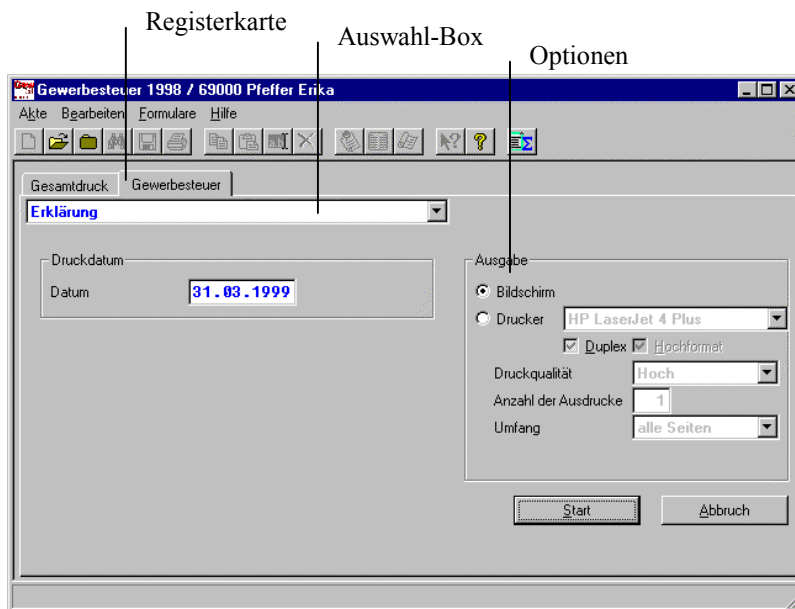 Registerkarte
Auswahl-Box
Optionen
Gewerbesteuer 1998 / 69000 Pfeffer Erika
Akte Bearbeiten Formulare Hilfe
Gesamtdruck Gewerbesteuer
Erklärung
Druckdatum
Datum 31.03.1999
Ausgabe
Bildschirm
Drucker HP LaserJet 4 Plus
Duplex Hochformat
Druckqualität Hoch
Anzahl der Ausdrucke 1
Umfang alle Seiten
Start Abbruch